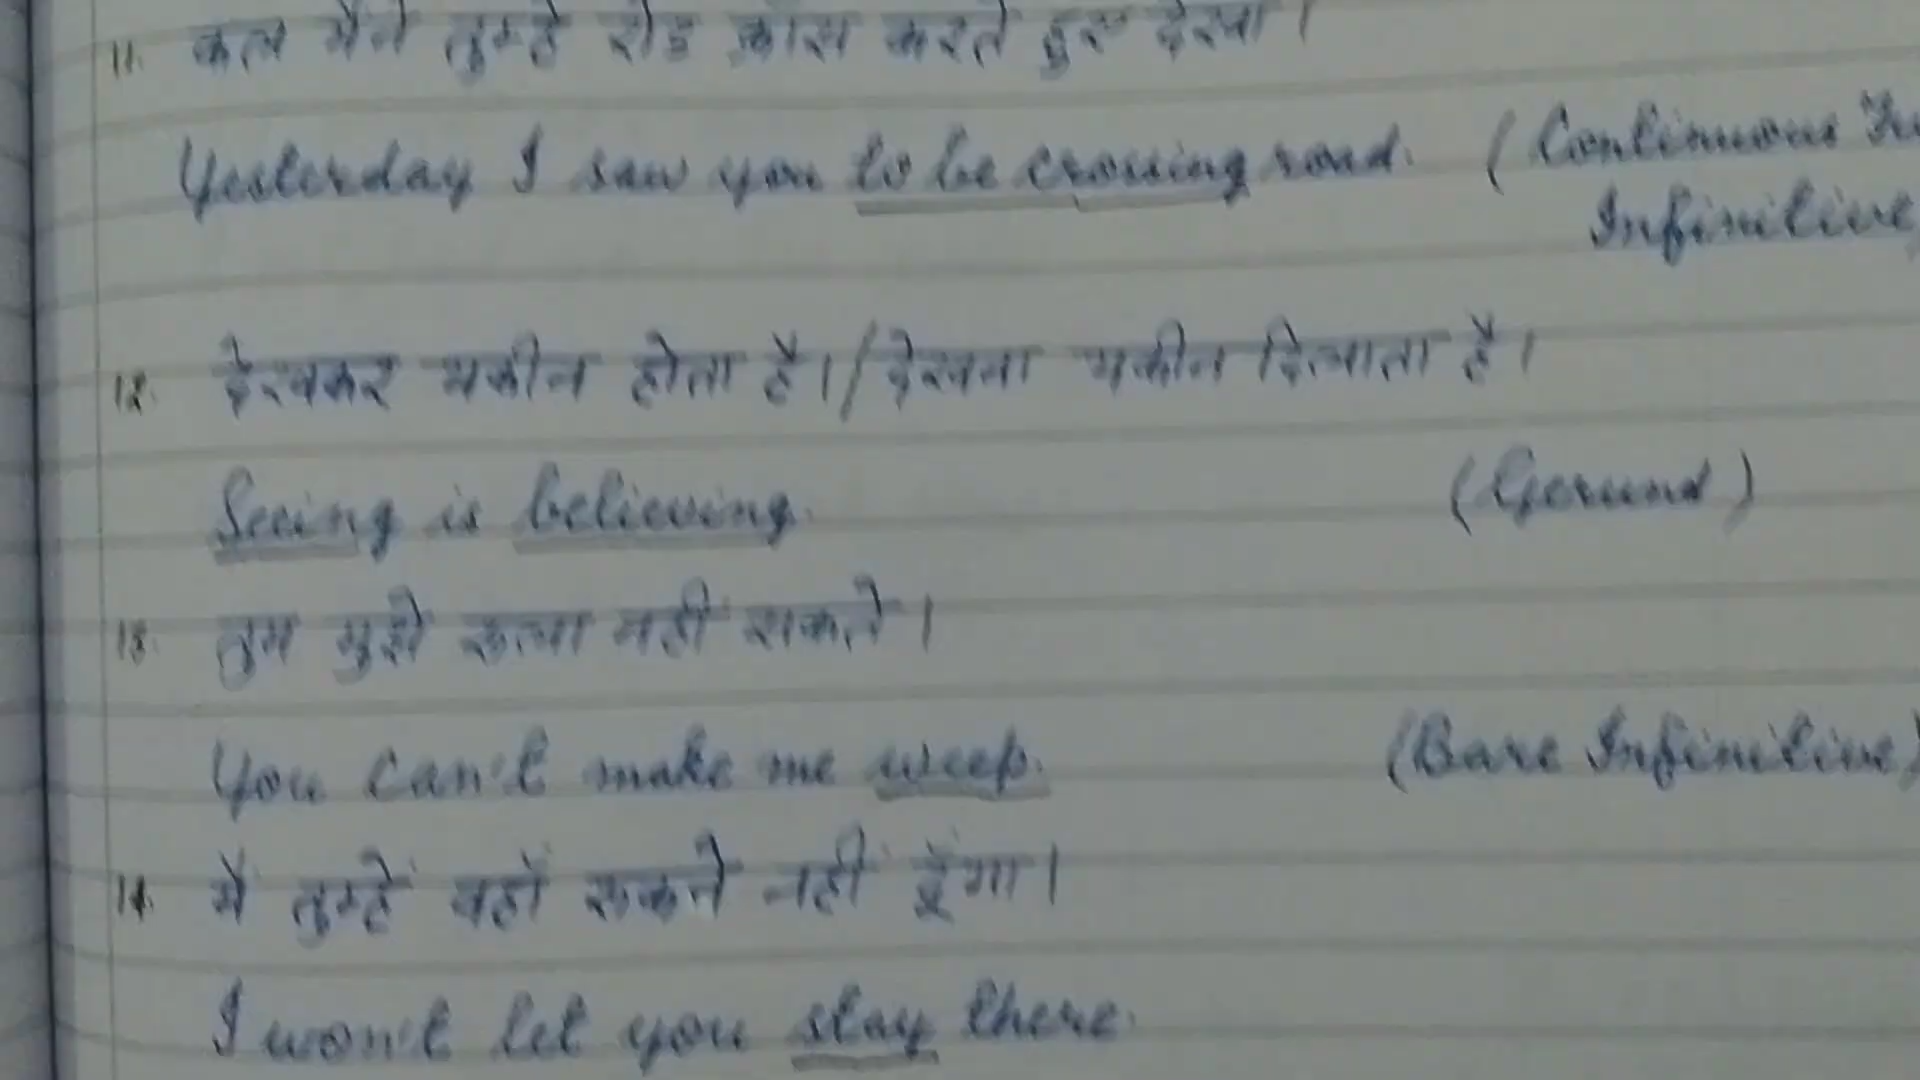 11. कल मैंने तुम्हे रोड क्रास करते हुए देखा।
Yesterday I saw you to be crossing road. (Continuous
Infinitive
12. देखकर यकीन होता है। / देखना यकीन दिलाता है।
Seeing is believing. (Gerund)
13. तुम मुझे रुला नहीं सकते।
You can't make me weep. (Bare Infinitive)
14. मैं तुम्हें वहाँ रुकने नहीं दूँगा।
I won't let you stay there.